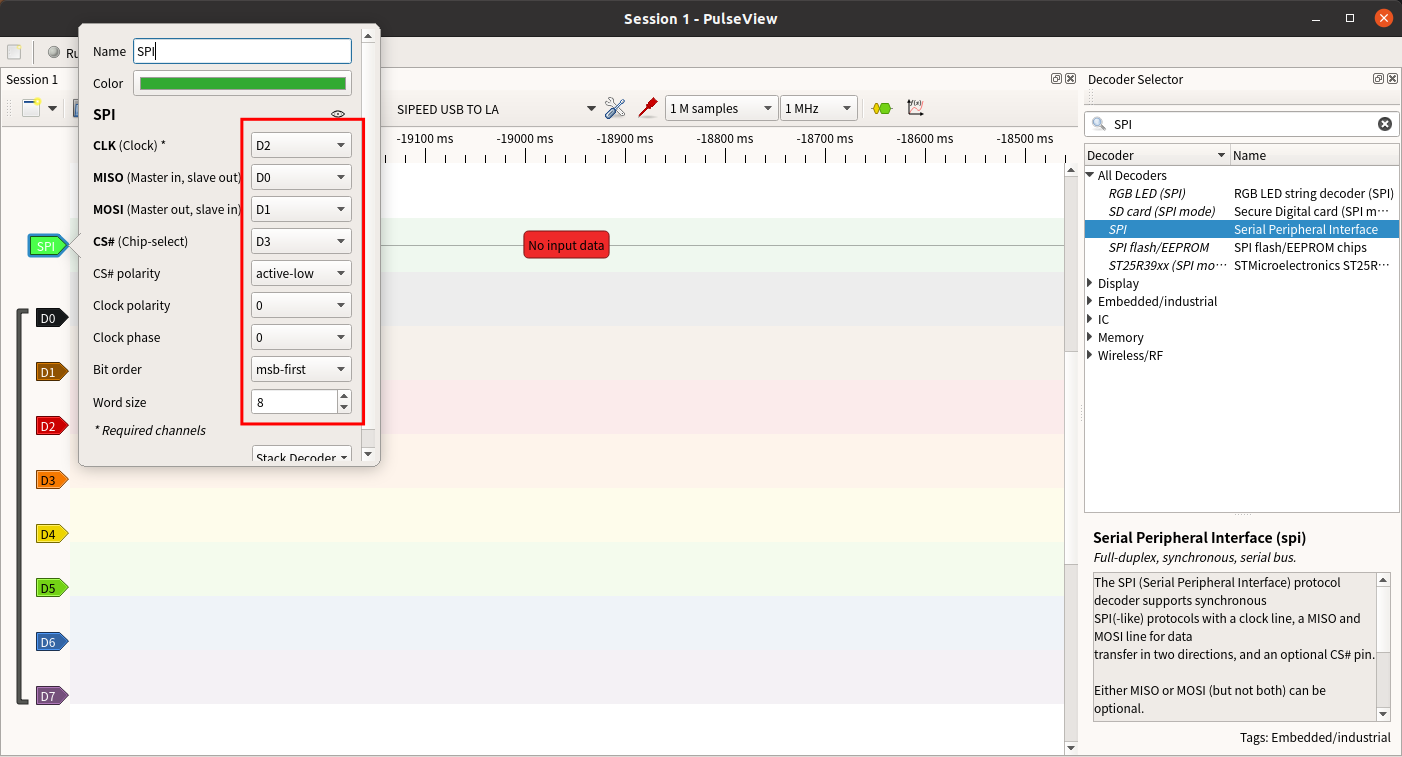 Session 1 - PulseView
Session 1
Name SPI
Color
SPI
CLK (Clock) * D2
MISO (Master in, slave out) D0
MOSI (Master out, slave in) D1
CS# (Chip-select) D3
CS# polarity active-low
Clock polarity 0
Clock phase 0
Bit order msb-first
Word size 8
* Required channels
Stack Decoder
SIPEED USB TO LA 1 M samples 1 MHz
-19100 ms -19000 ms -18900 ms -18800 ms -18700 ms -18600 ms -18500 ms
SPI
No input data
D0
D1
D2
D3
D4
D5
D6
D7
Decoder Selector
SPI
Decoder Name
All Decoders
RGB LED (SPI) RGB LED string decoder (SPI)
SD card (SPI mode) Secure Digital card (SPI m···
SPI Serial Peripheral Interface
SPI flash/EEPROM SPI flash/EEPROM chips
ST25R39xx (SPI mo··· STMicroelectronics ST25R···
Display
Embedded/industrial
IC
Memory
Wireless/RF
Serial Peripheral Interface (spi)
Full-duplex, synchronous, serial bus.
The SPI (Serial Peripheral Interface) protocol
decoder supports synchronous
SPI(-like) protocols with a clock line, a MISO and
MOSI line for data
transfer in two directions, and an optional CS# pin.
Either MISO or MOSI (but not both) can be
optional.
Tags: Embedded/industrial